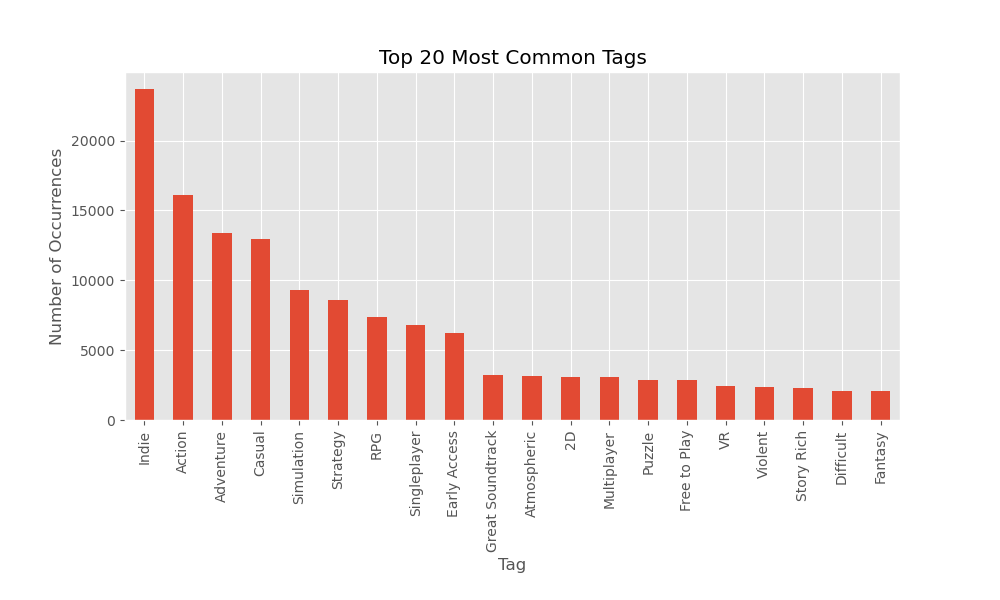 Top 20 Most Common Tags
Number of Occurrences
20000
15000
10000
5000
0
Indie
Action
Adventure
Casual
Simulation
Strategy
RPG
Singleplayer
Early Access
Great Soundtrack
Atmospheric
2D
Multiplayer
Puzzle
Free to Play
VR
Violent
Story Rich
Difficult
Fantasy
Tag